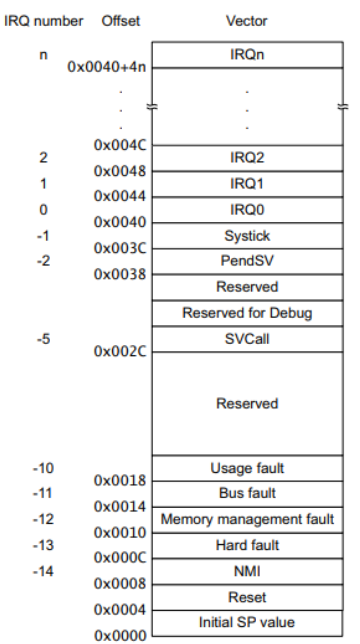 IRQ number Offset Vector
n IRQn
0x0040+4n
. .
. .
. .
0x004C
2 IRQ2
0x0048
1 IRQ1
0x0044
0 IRQ0
0x0040
-1 Systick
0x003C
-2 PendSV
0x0038
Reserved
Reserved for Debug
-5 SVCall
0x002C
Reserved
-10 Usage fault
0x0018
-11 Bus fault
0x0014
-12 Memory management fault
0x0010
-13 Hard fault
0x000C
-14 NMI
0x0008
Reset
0x0004
Initial SP value
0x0000